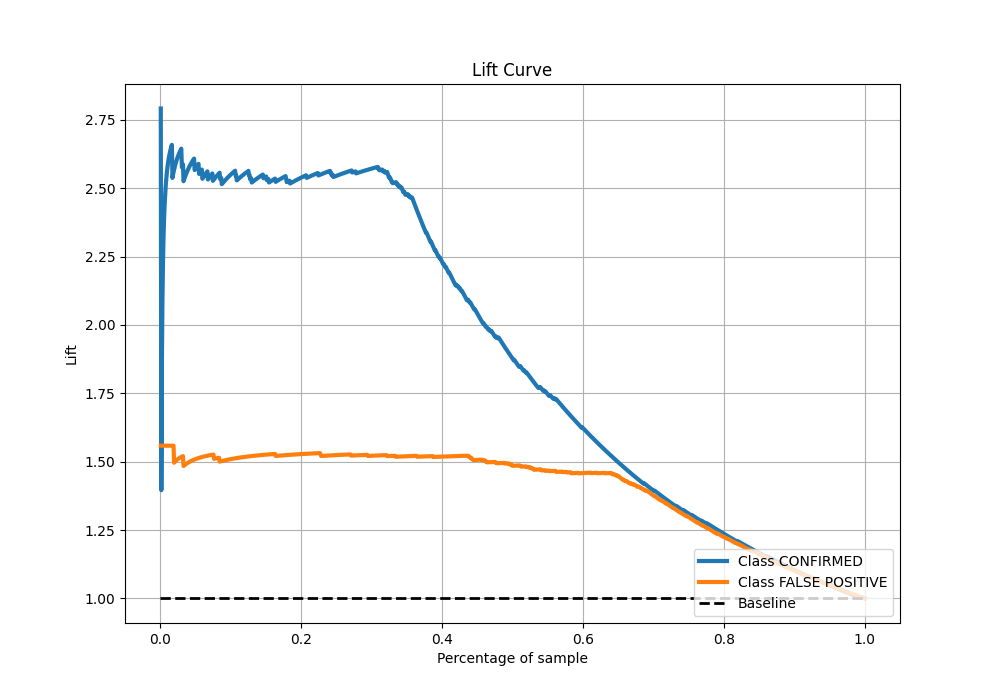 Lift Curve
Lift
2.75
2.50
2.25
2.00
1.75
1.50
1.25
1.00
0.0 0.2 0.4 0.6 0.8 1.0
Percentage of sample
Class CONFIRMED
Class FALSE POSITIVE
Baseline